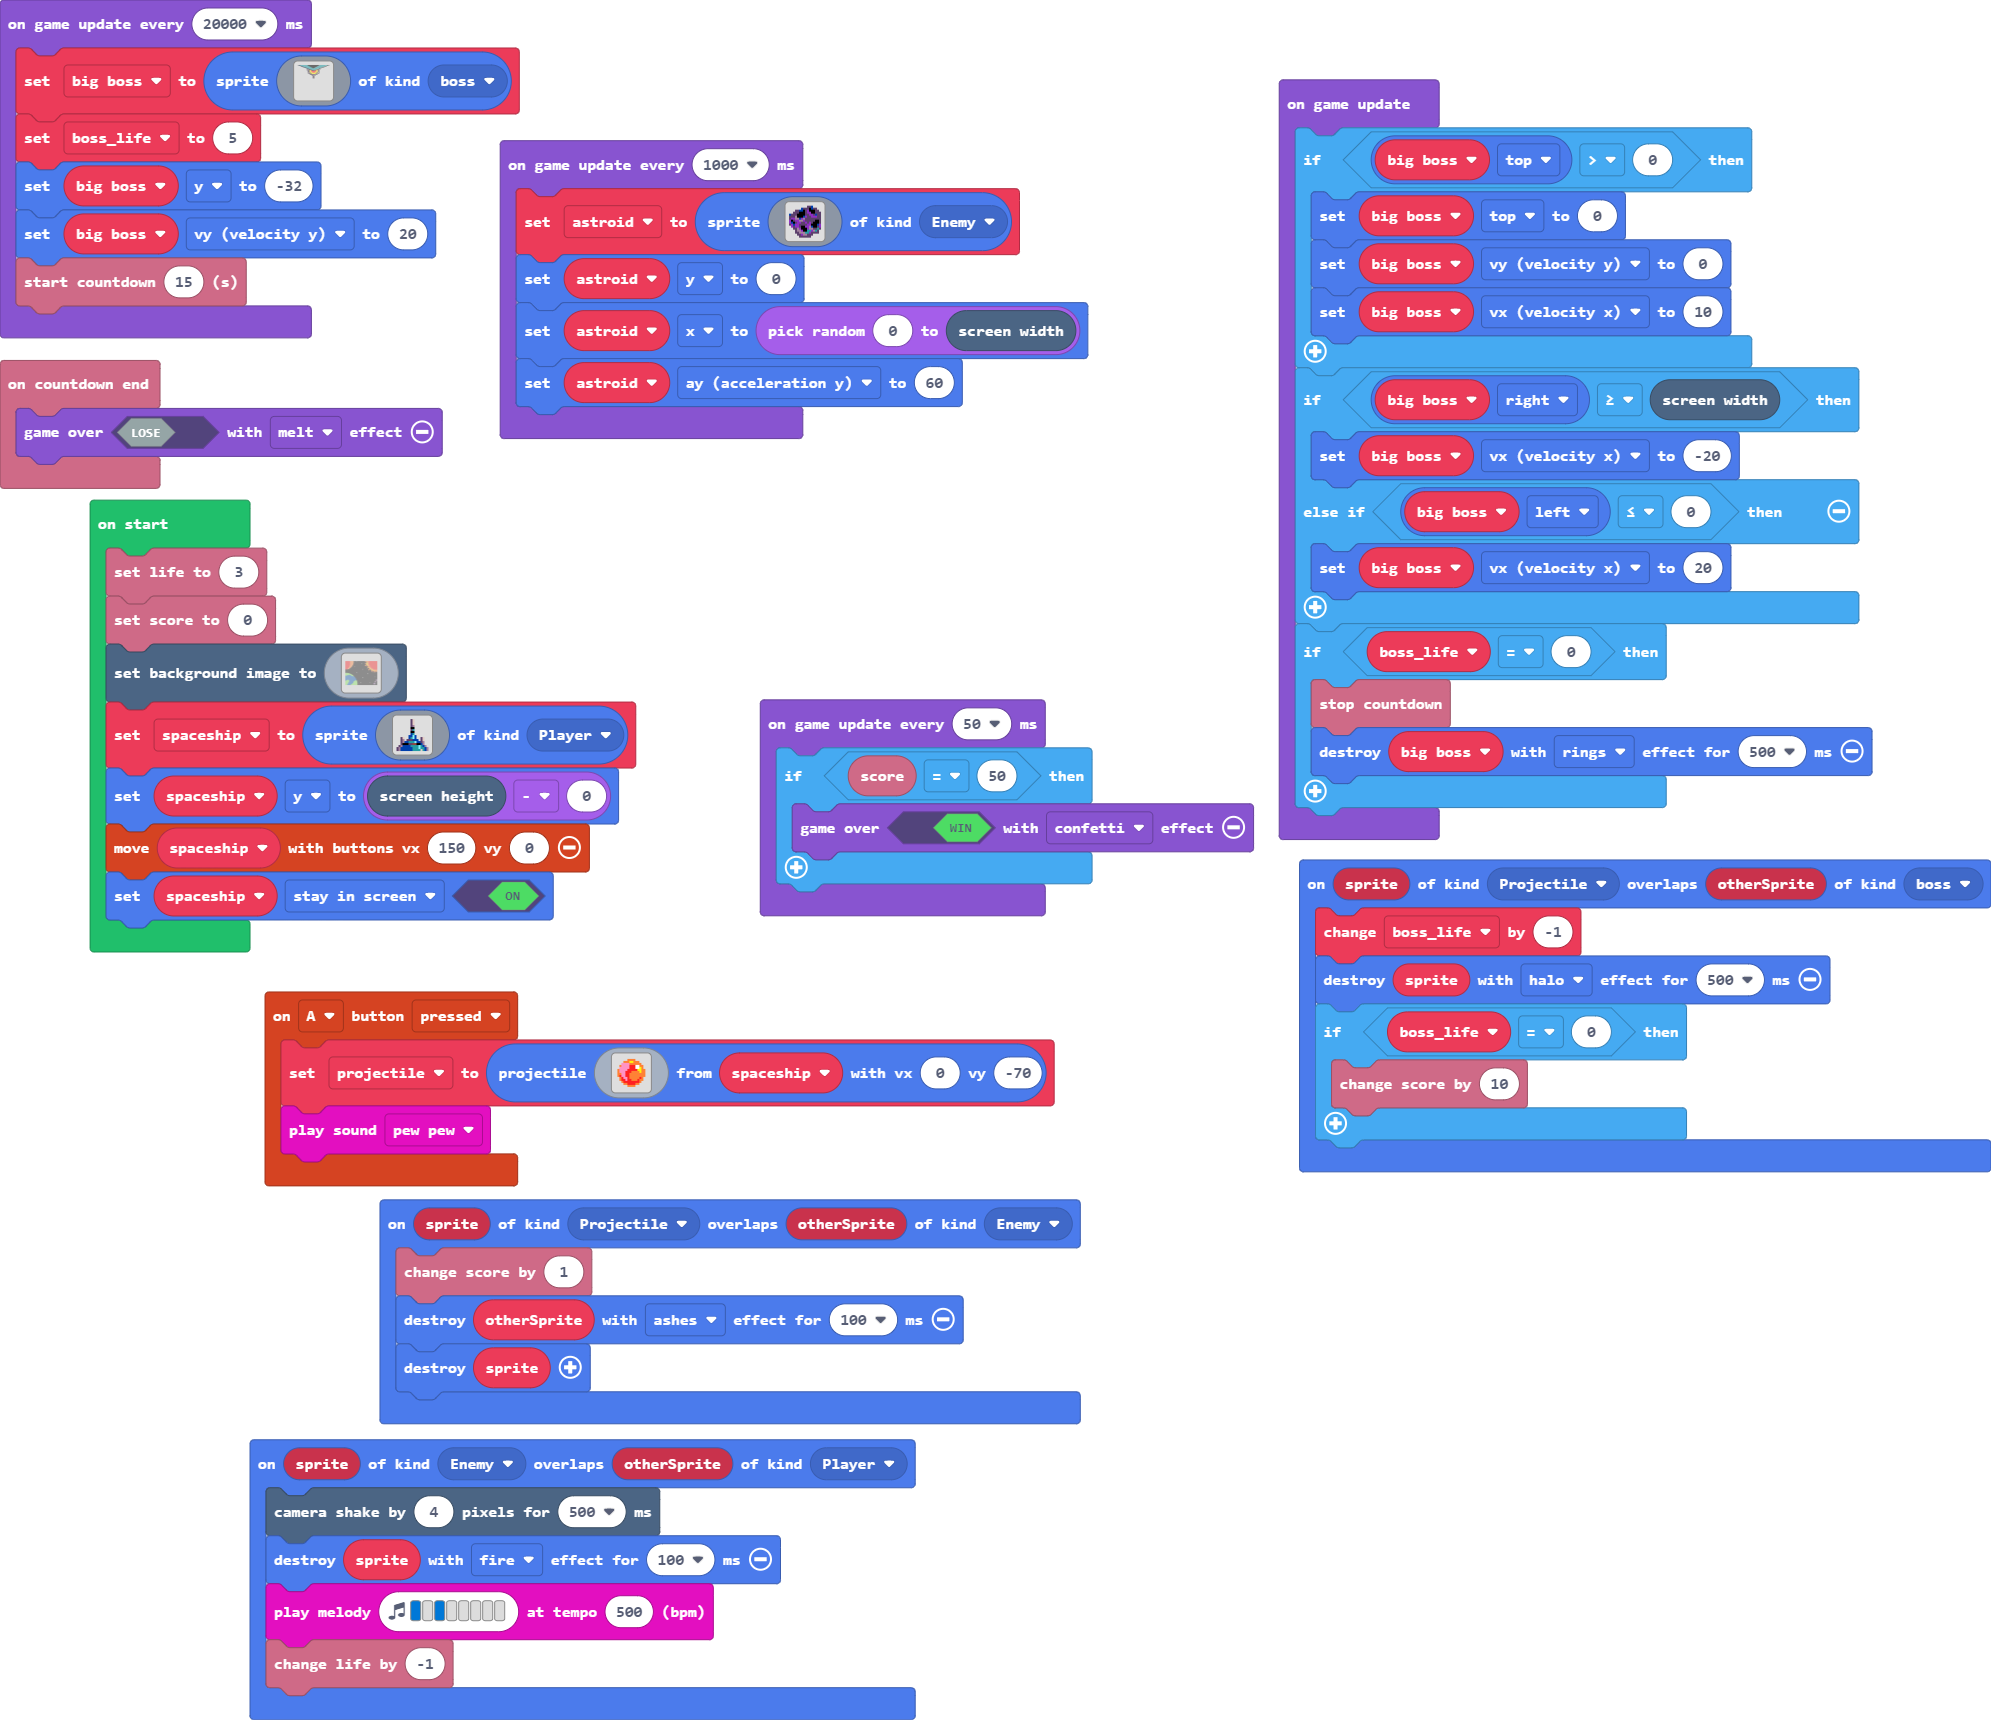 on game update every 20000 ms
set big boss to sprite of kind boss
set boss_life to 5
set big boss y to -32
set big boss vy (velocity y) to 20
start countdown 15 (s)
on countdown end
game over LOSE with melt effect
on game update every 1000 ms
set astroid to sprite of kind Enemy
set astroid y to 0
set astroid x to pick random 0 to screen width
set astroid ay (acceleration y) to 60
on start
set life to 3
set score to 0
set background image to
set spaceship to sprite of kind Player
set spaceship y to screen height - 0
move spaceship with buttons vx 150 vy 0
set spaceship stay in screen ON
on game update every 50 ms
if score = 50 then
game over WIN with confetti effect
on game update
if big boss top > 0 then
set big boss top to 0
set big boss vy (velocity y) to 0
set big boss vx (velocity x) to 10
if big boss right ≥ screen width then
set big boss vx (velocity x) to -20
else if big boss left ≤ 0 then
set big boss vx (velocity x) to 20
if boss_life = 0 then
stop countdown
destroy big boss with rings effect for 500 ms
on sprite of kind Projectile overlaps otherSprite of kind boss
change boss_life by -1
destroy sprite with halo effect for 500 ms
if boss_life = 0 then
change score by 10
on A button pressed
set projectile to projectile from spaceship with vx 0 vy -70
play sound pew pew
on sprite of kind Projectile overlaps otherSprite of kind Enemy
change score by 1
destroy otherSprite with ashes effect for 100 ms
destroy sprite
on sprite of kind Enemy overlaps otherSprite of kind Player
camera shake by 4 pixels for 500 ms
destroy sprite with fire effect for 100 ms
play melody at tempo 500 (bpm)
change life by -1